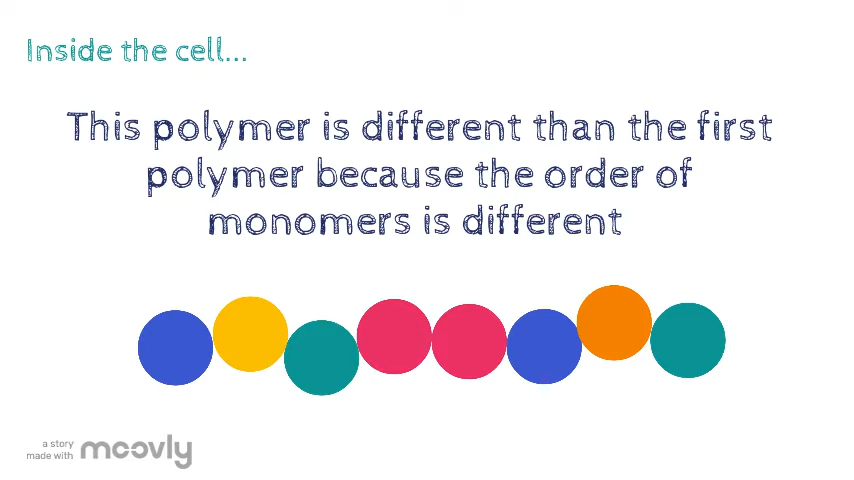 Inside the cell...
This polymer is different than the first
polymer because the order of
monomers is different
a story
made with moovly